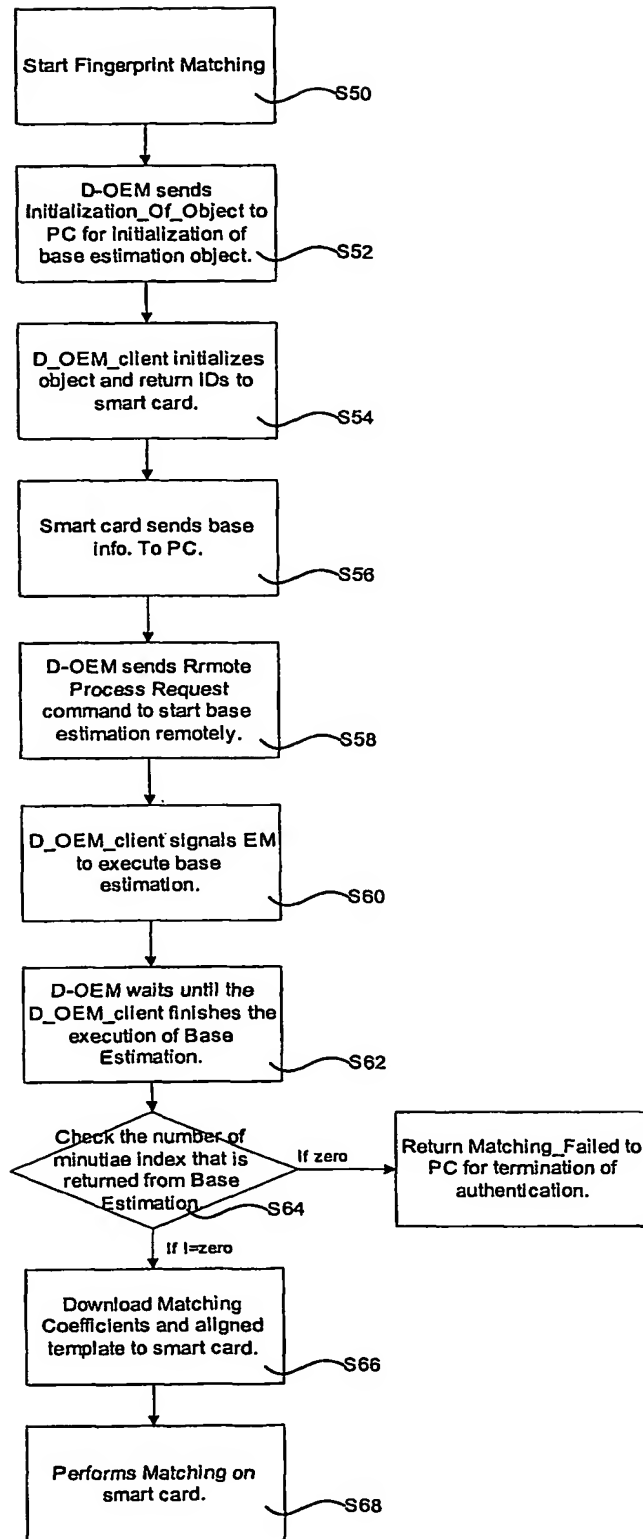 Start Fingerprint Matching
S50
D-OEM sends
Initialization_Of_Object to
PC for initialization of
base estimation object.
S52
D_OEM_client initializes
object and return IDs to
smart card.
S54
Smart card sends base
info. To PC.
S56
D-OEM sends Rrmote
Process Request
command to start base
estimation remotely.
S58
D_OEM_client signals EM
to execute base
estimation.
S60
D-OEM waits until the
D_OEM_client finishes the
execution of Base
Estimation.
S62
Check the number of
minutiae index that is
returned from Base
Estimation
S64
If zero
Return Matching_Failed to
PC for termination of
authentication.
If !=zero
Download Matching
Coefficients and aligned
template to smart card.
S66
Performs Matching on
smart card.
S68